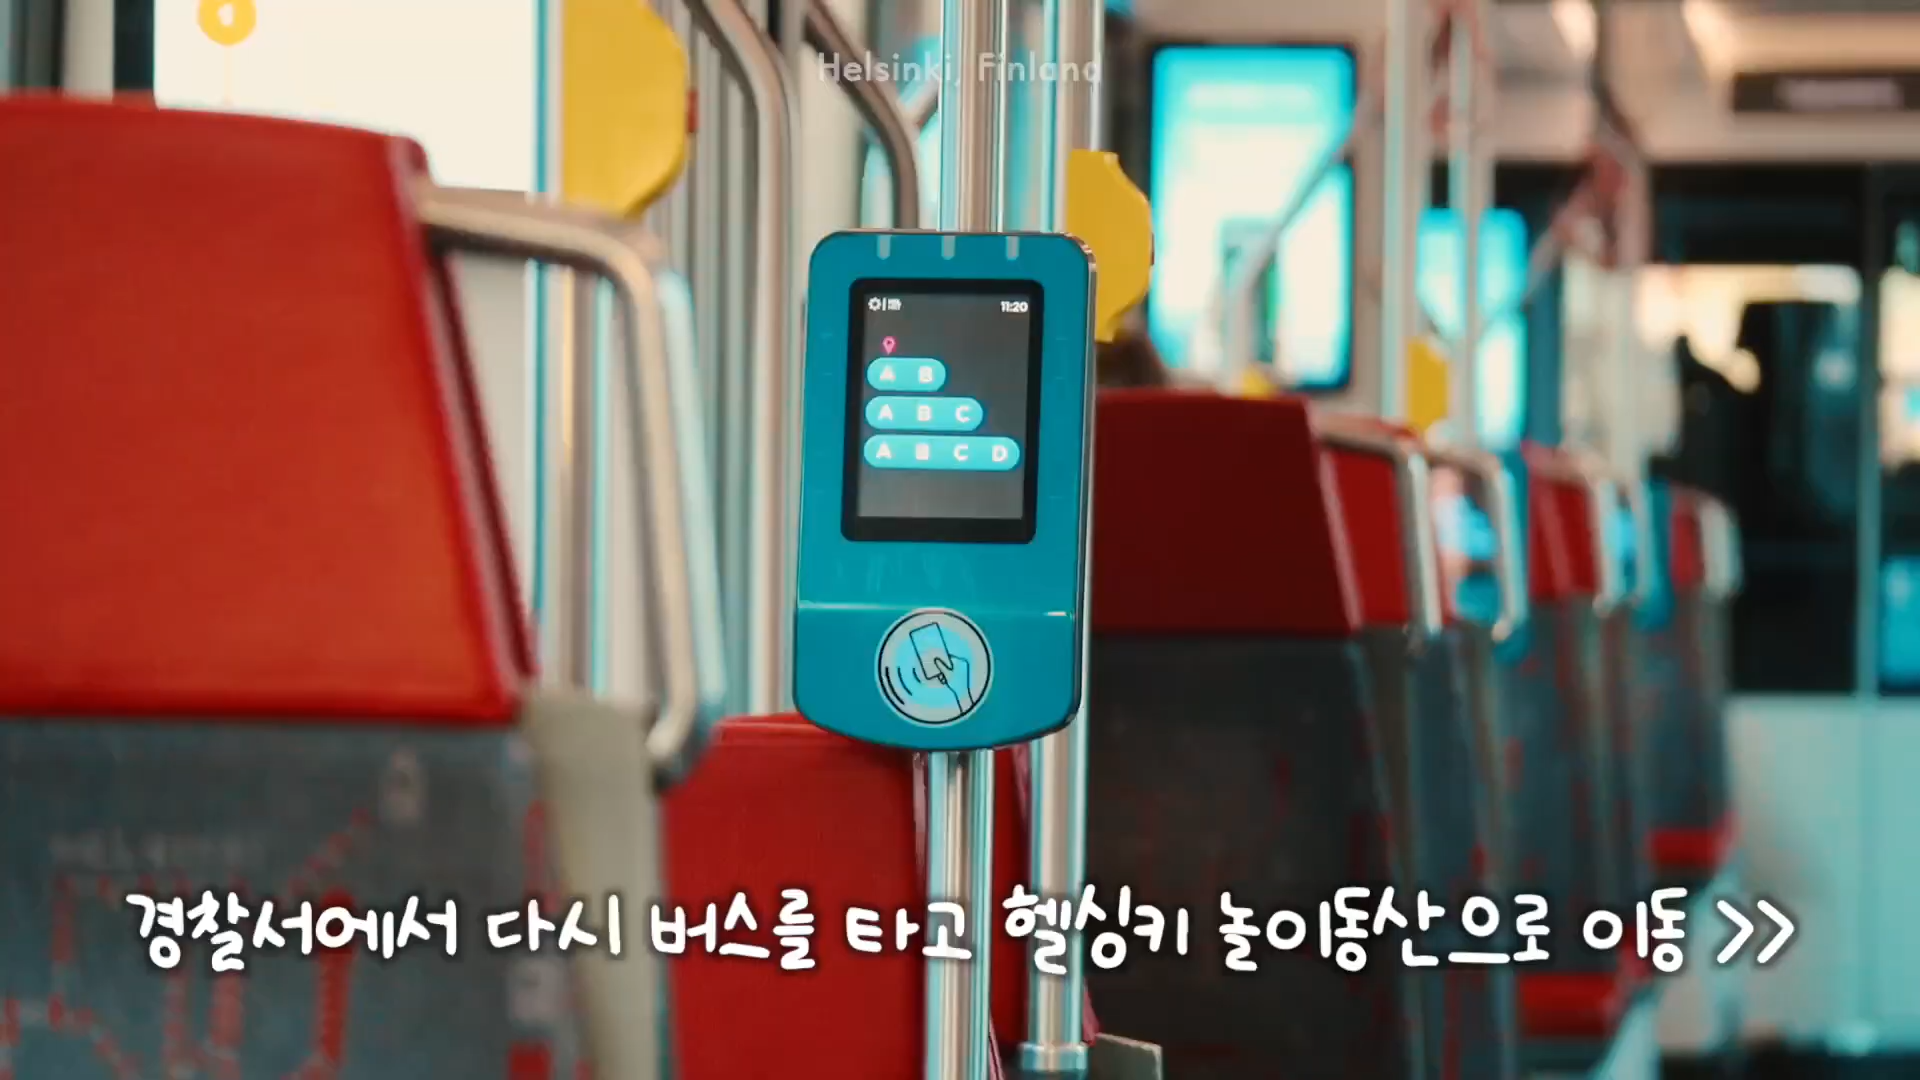 Helsinki, Finland
11:20
A B
A B C
A B C D
경찰서에서 다시 버스를 타고 헬싱키 놀이동산으로 이동 >>